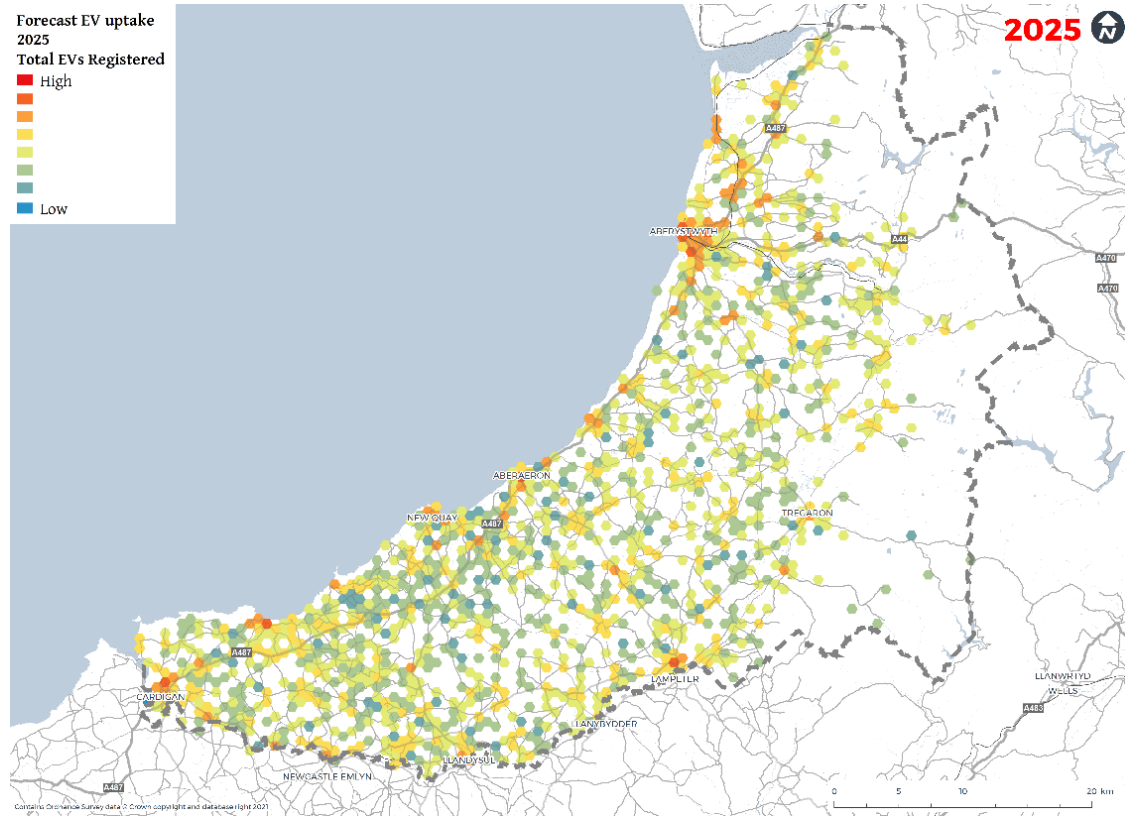 Forecast EV uptake
2025
Total EVs Registered
High
Low
2025
N
A487
ABERYSTWYTH
A44
A470
A470
ABERAERON
NEW QUAY
A487
TREGARON
A487
CARDIGAN
LAMPETER
LLANWRTYD
WELLS
A483
LLANYBYDDER
LLANDYSUL
NEWCASTLE EMLYN
A487
Contains Ordnance Survey data © Crown copyright and database right 2021
0 5 10 20 km